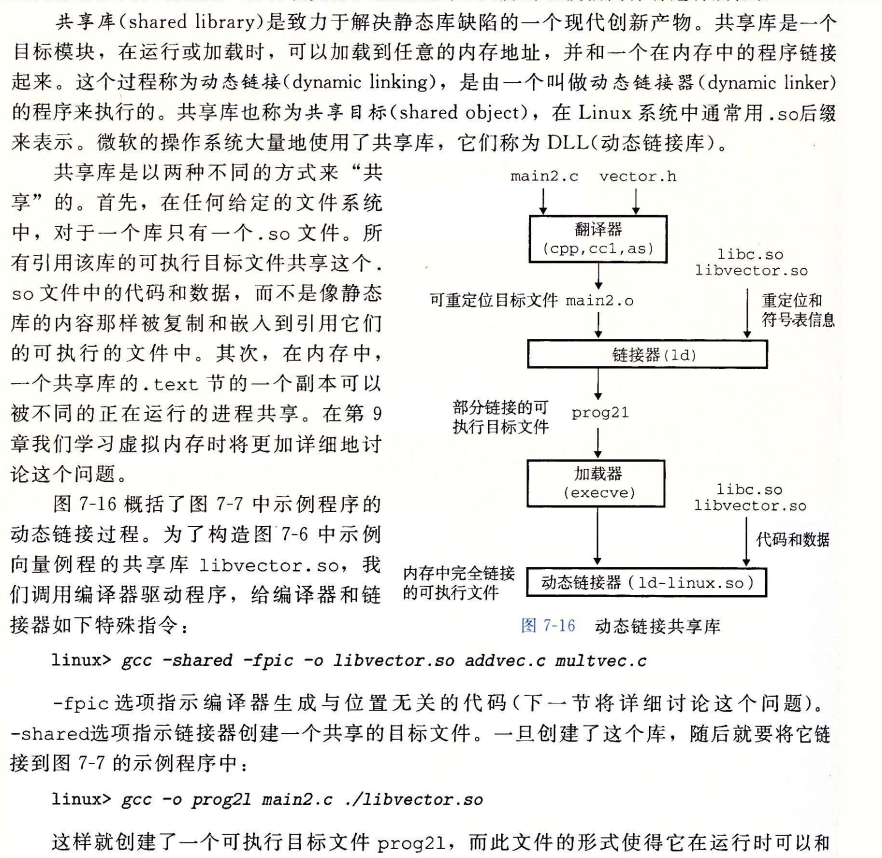 共享库(shared library)是致力于解决静态库缺陷的一个现代创新产物。共享库是一个
目标模块，在运行或加载时，可以加载到任意的内存地址，并和一个在内存中的程序链接
起来。这个过程称为动态链接(dynamic linking)，是由一个叫做动态链接器(dynamic linker)
的程序来执行的。共享库也称为共享目标(shared object)，在 Linux 系统中通常用.so后缀
来表示。微软的操作系统大量地使用了共享库，它们称为 DLL(动态链接库)。
共享库是以两种不同的方式来“共
享”的。首先，在任何给定的文件系统
中，对于一个库只有一个.so 文件。所
有引用该库的可执行目标文件共享这个.
so 文件中的代码和数据，而不是像静态
库的内容那样被复制和嵌入到引用它们
的可执行的文件中。其次，在内存中，
一个共享库的.text 节的一个副本可以
被不同的正在运行的进程共享。在第 9
章我们学习虚拟内存时将更加详细地讨
论这个问题。
图 7-16 概括了图 7-7 中示例程序的
动态链接过程。为了构造图 7-6 中示例
向量例程的共享库 libvector.so，我
们调用编译器驱动程序，给编译器和链
接器如下特殊指令：
main2.c vector.h
翻译器
(cpp,cc1,as)
libc.so
libvector.so
可重定位目标文件 main2.o
重定位和
符号表信息
链接器(ld)
部分链接的可
执行目标文件
prog2l
加载器
(execve)
libc.so
libvector.so
代码和数据
内存中完全链接
的可执行文件
动态链接器(ld-linux.so)
图 7-16 动态链接共享库
linux> gcc -shared -fpic -o libvector.so addvec.c multvec.c
-fpic 选项指示编译器生成与位置无关的代码(下一节将详细讨论这个问题)。
-shared选项指示链接器创建一个共享的目标文件。一旦创建了这个库，随后就要将它链
接到图 7-7 的示例程序中：
linux> gcc -o prog2l main2.c ./libvector.so
这样就创建了一个可执行目标文件 prog2l，而此文件的形式使得它在运行时可以和